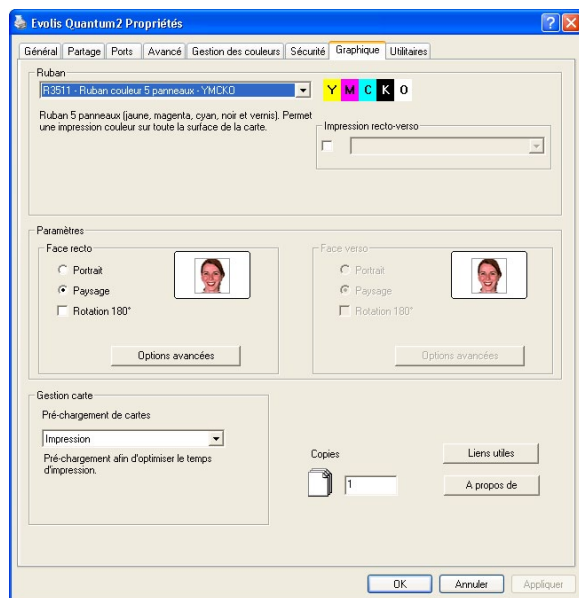 Evolis Quantum2 Propriétés
Général Partage Ports Avancé Gestion des couleurs Sécurité Graphique Utilitaires
Ruban
R3511 - Ruban couleur 5 panneaux - YMCKO
Y M C K O
Ruban 5 panneaux (jaune, magenta, cyan, noir et vernis). Permet
une impression couleur sur toute la surface de la carte.
Impression recto-verso
Paramètres
Face recto
Portrait
Paysage
Rotation 180°
Options avancées
Face verso
Portrait
Paysage
Rotation 180°
Options avancées
Gestion carte
Pré-chargement de cartes
Impression
Pré-chargement afin d'optimiser le temps
d'impression.
Copies
1
Liens utiles
A propos de
OK Annuler Appliquer